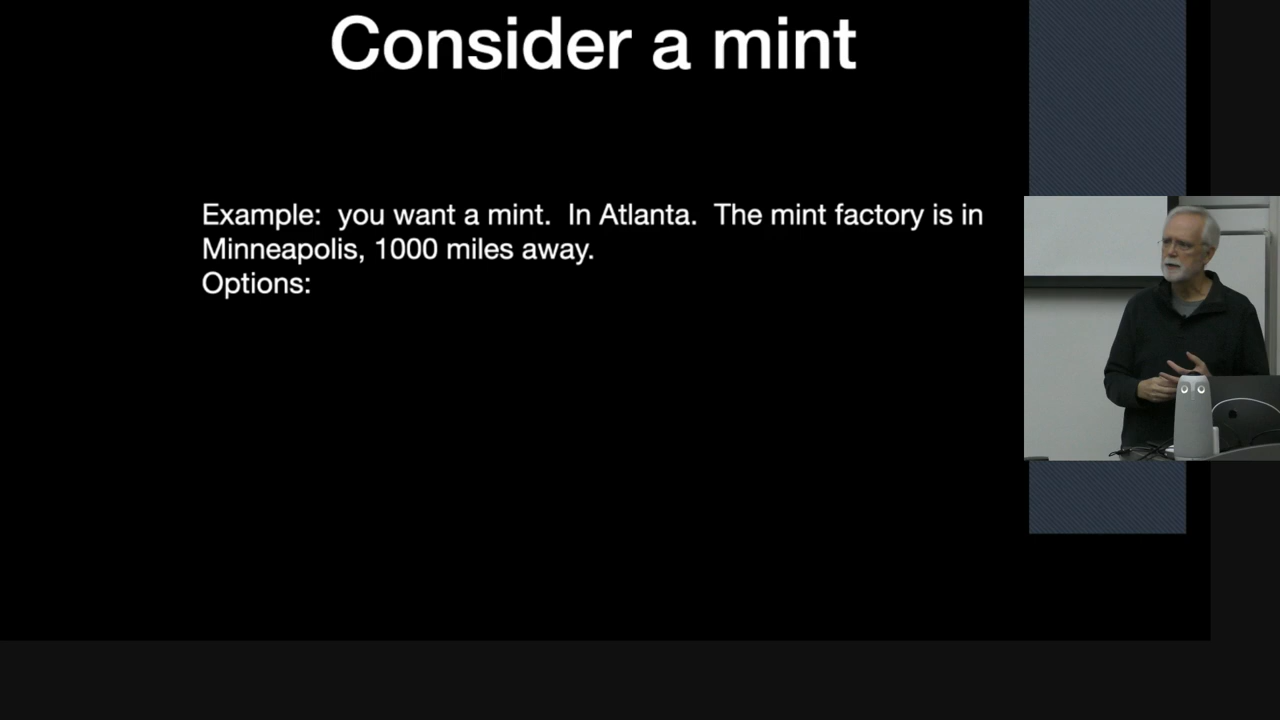 Consider a mint
Example:  you want a mint.  In Atlanta.  The mint factory is in
Minneapolis, 1000 miles away.
Options: